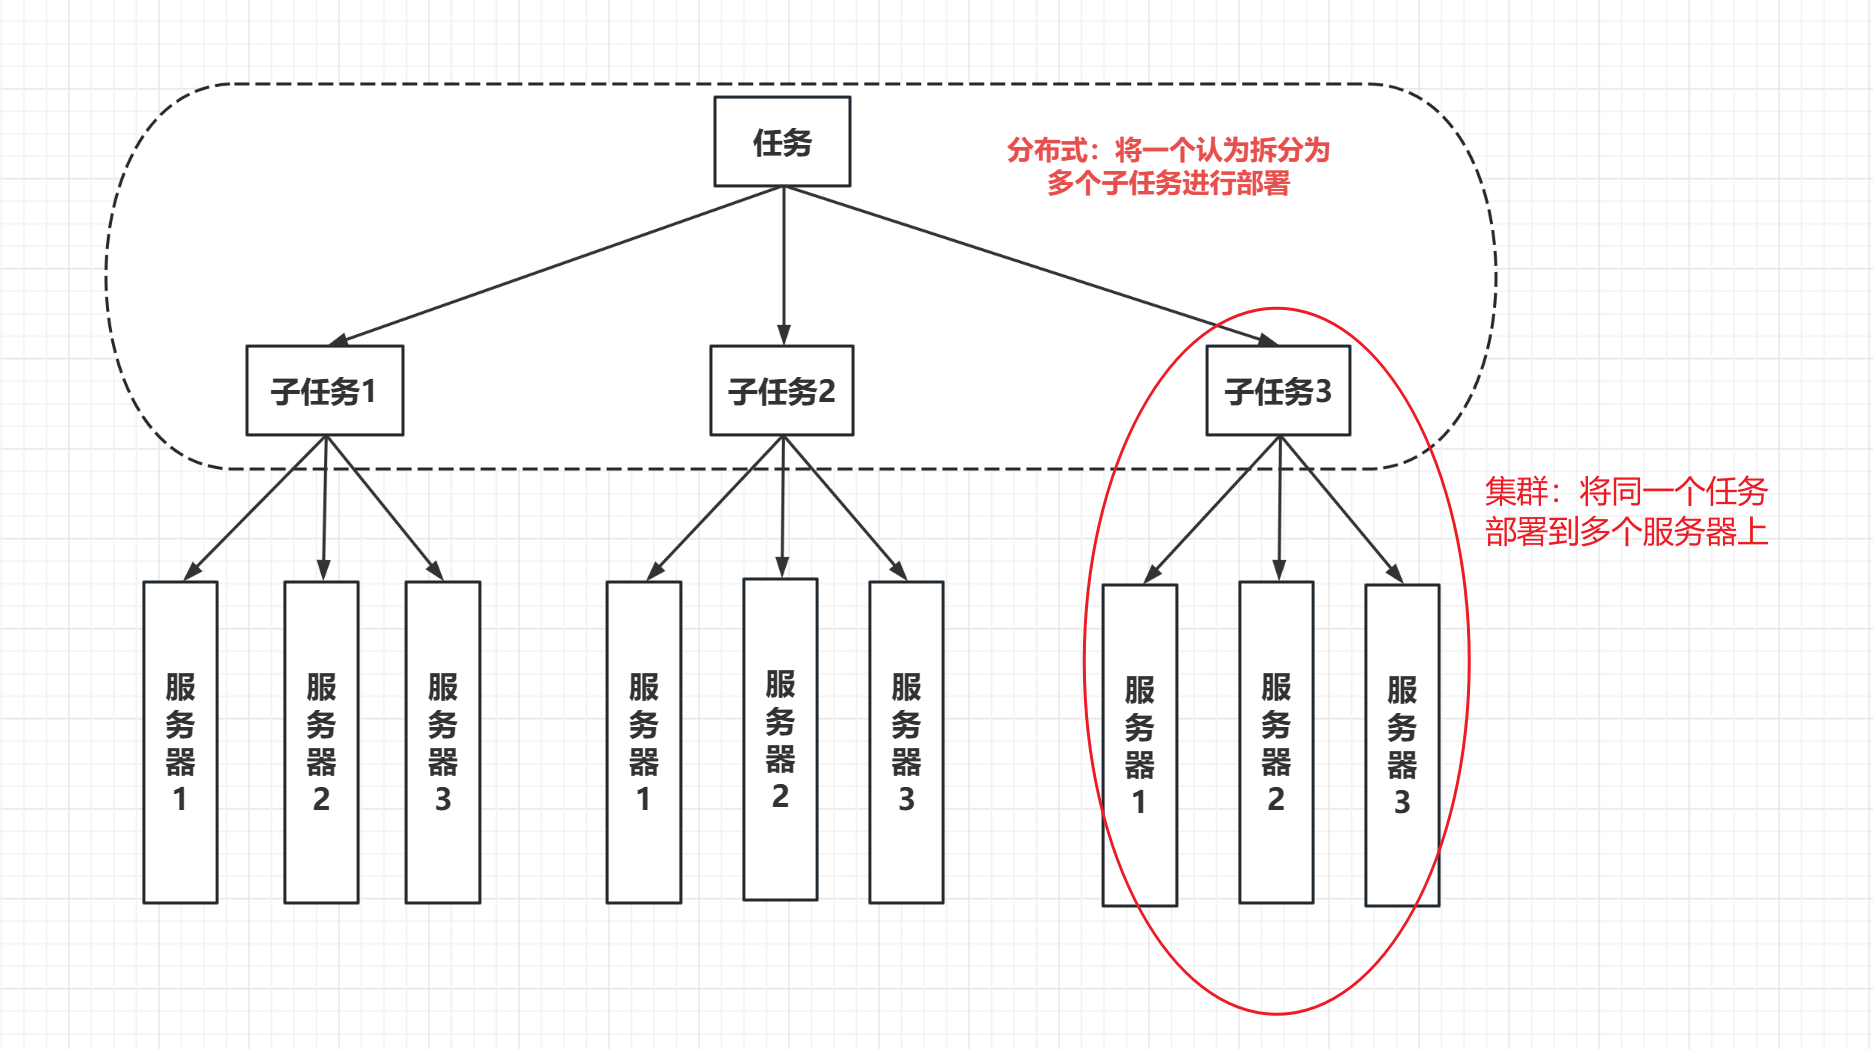 任务
分布式：将一个认为拆分为
多个子任务进行部署
子任务1
子任务2
子任务3
集群：将同一个任务
部署到多个服务器上
服务器1
服务器2
服务器3
服务器1
服务器2
服务器3
服务器1
服务器2
服务器3